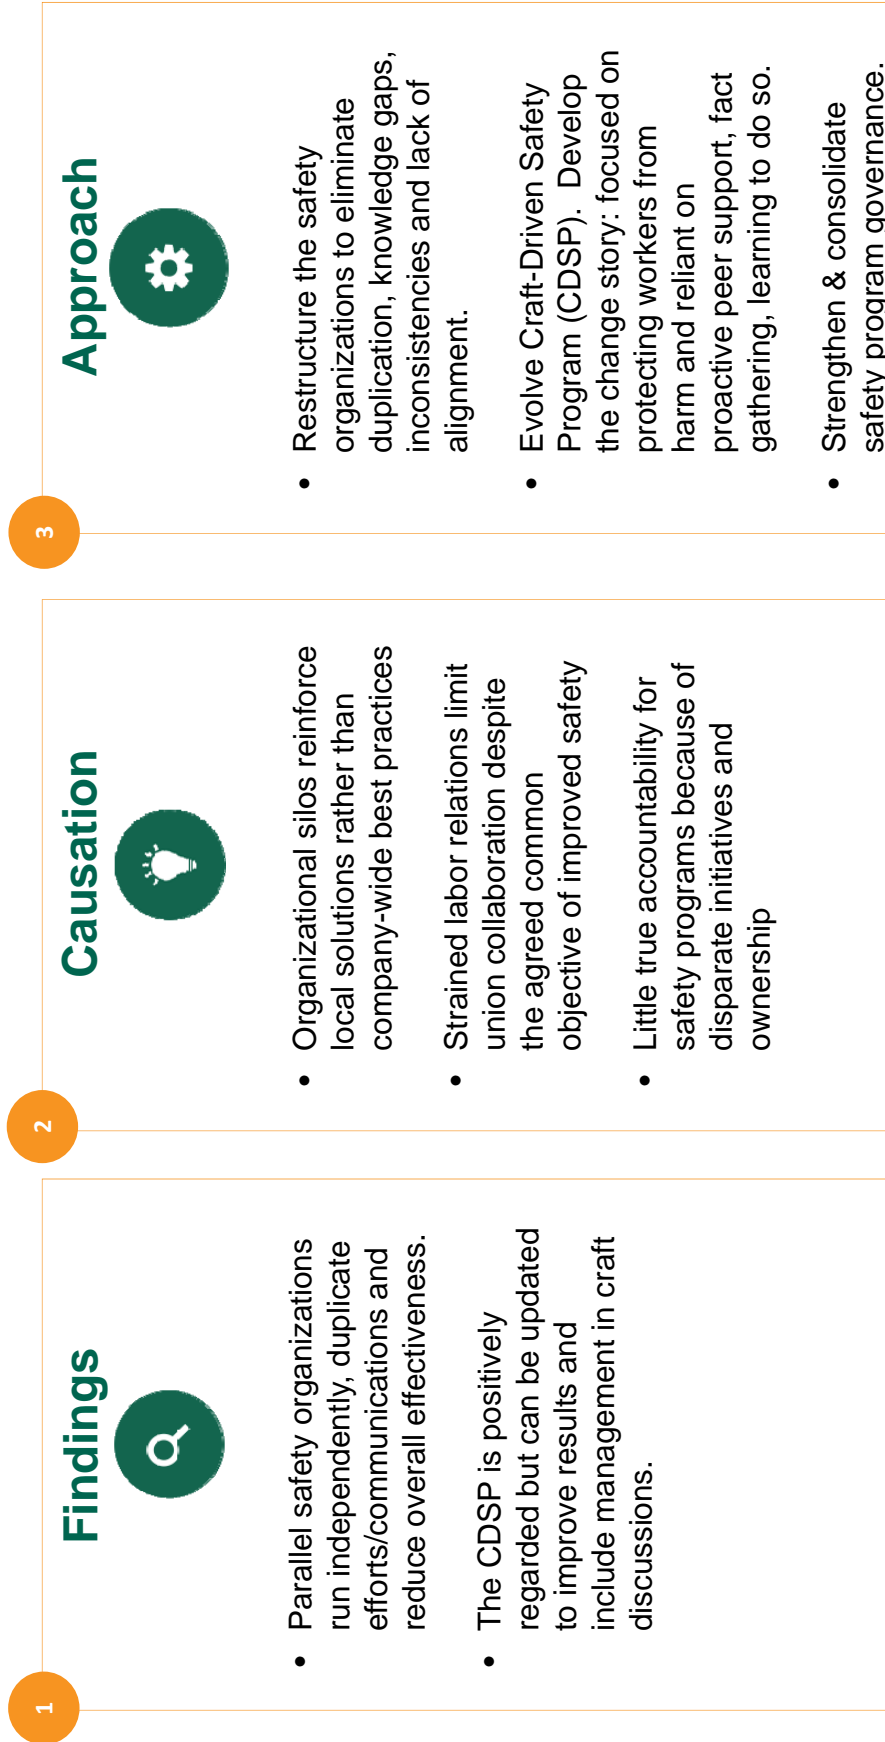 1
Findings
• Parallel safety organizations
run independently, duplicate
efforts/communications and
reduce overall effectiveness.
• The CDSP is positively
regarded but can be updated
to improve results and
include management in craft
discussions.
2
Causation
• Organizational silos reinforce
local solutions rather than
company-wide best practices
• Strained labor relations limit
union collaboration despite
the agreed common
objective of improved safety
• Little true accountability for
safety programs because of
disparate initiatives and
ownership
3
Approach
• Restructure the safety
organizations to eliminate
duplication, knowledge gaps,
inconsistencies and lack of
alignment.
• Evolve Craft-Driven Safety
Program (CDSP).  Develop
the change story: focused on
protecting workers from
harm and reliant on
proactive peer support, fact
gathering, learning to do so.
• Strengthen & consolidate
safety program governance.